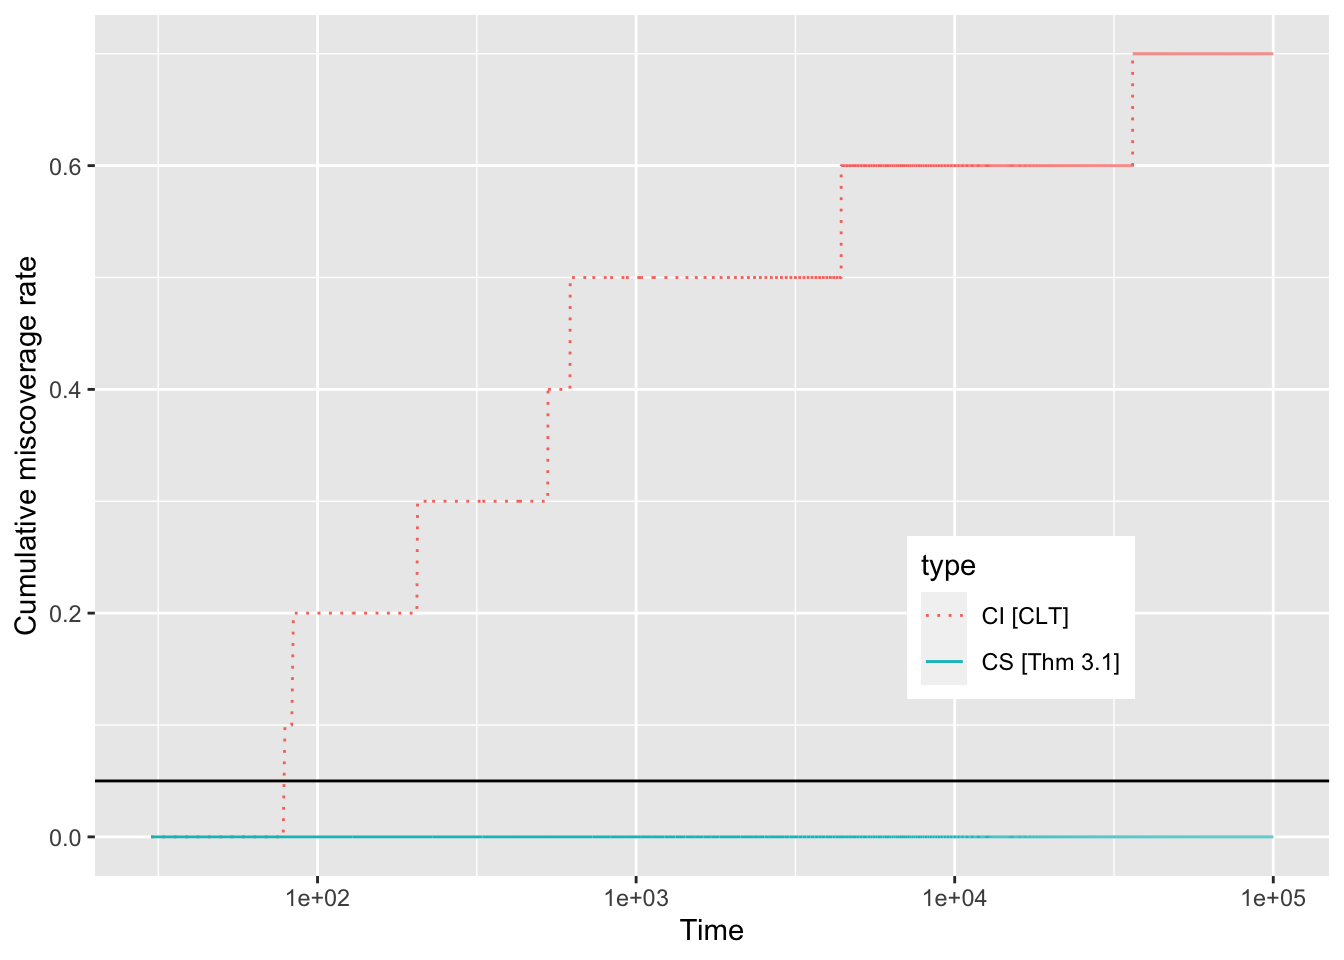 Cumulative miscoverage rate
0.6
0.4
0.2
0.0
type
CI [CLT]
CS [Thm 3.1]
1e+02
1e+03
1e+04
1e+05
Time